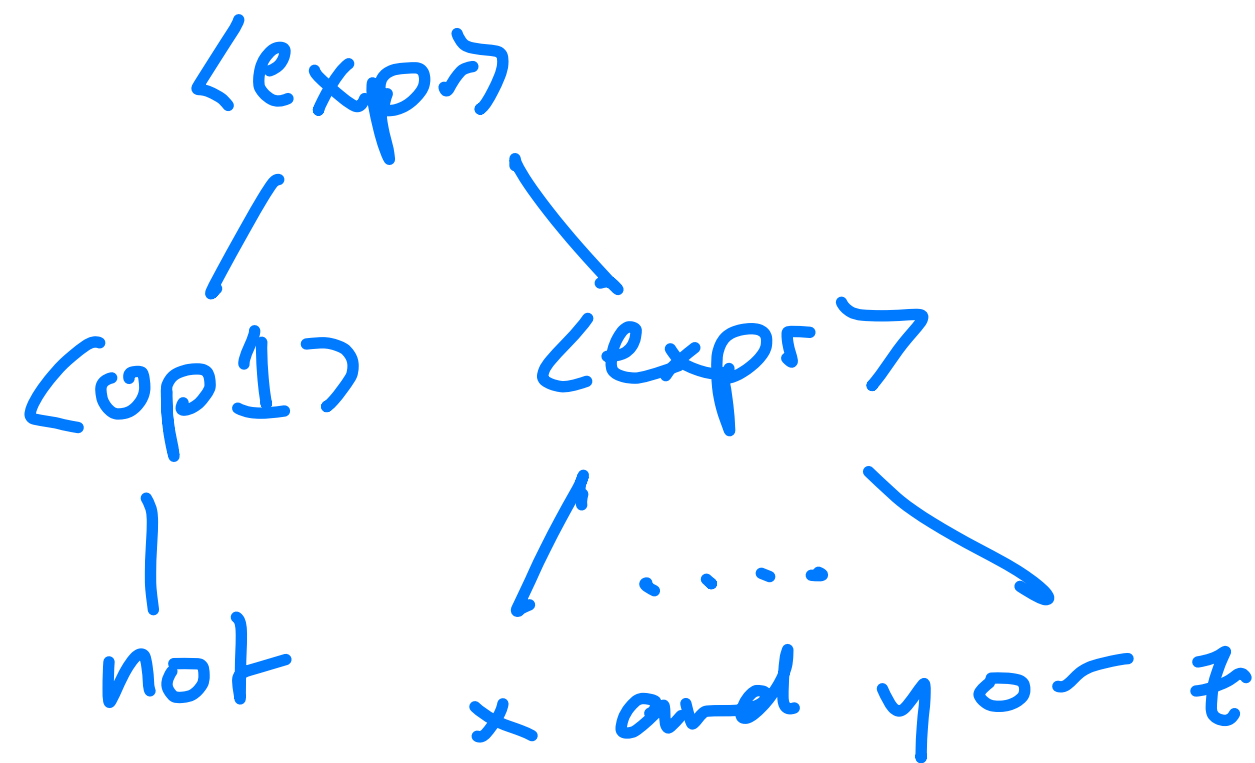 <expr>
<op1> <expr>
not x and y or z